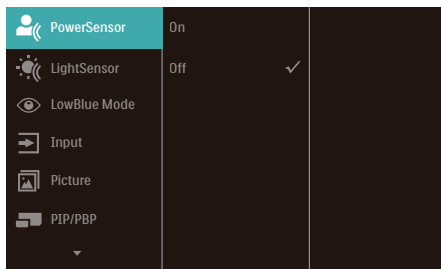 PowerSensor
On
LightSensor
Off
LowBlue Mode
Input
Picture
PIP/PBP